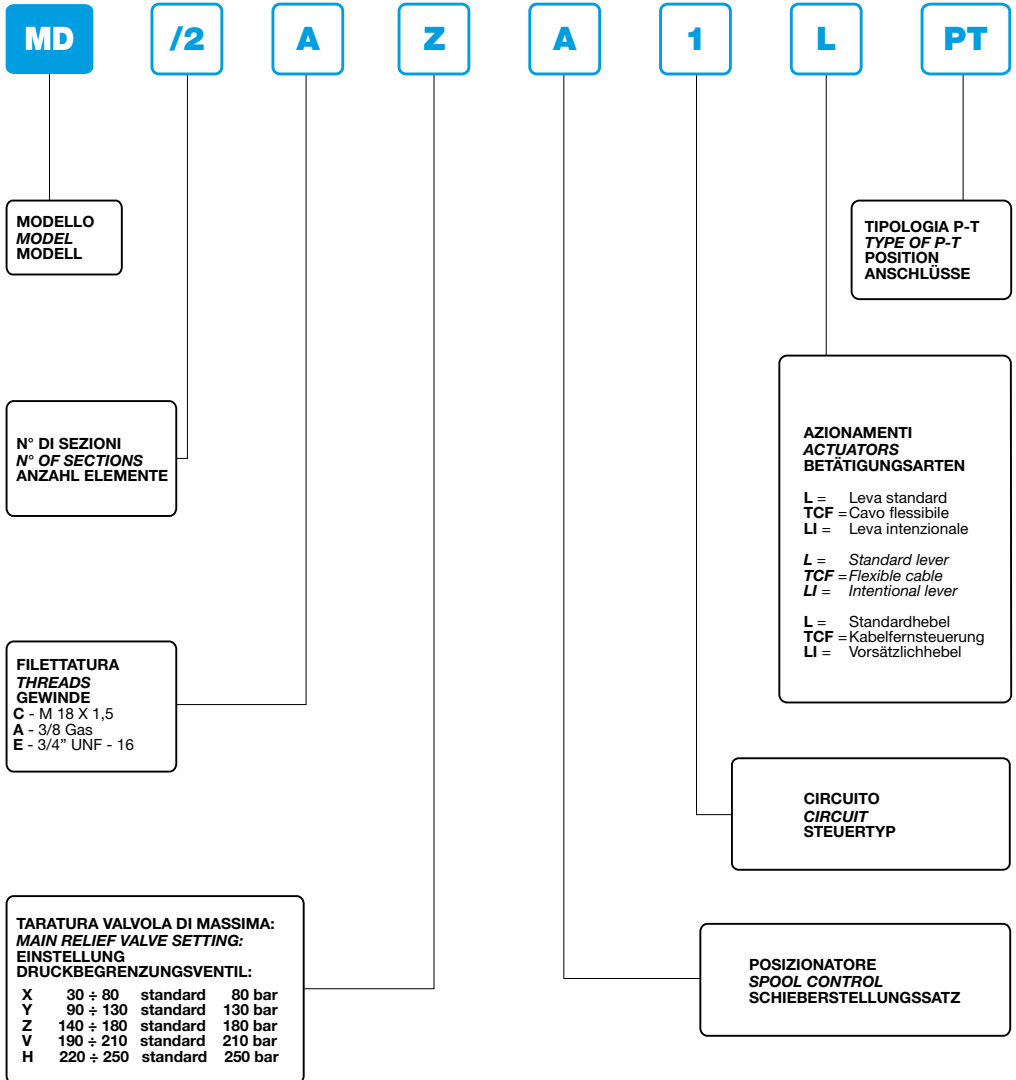 MD /2 A Z A 1 L PT
MODELLO
MODEL
MODELL
TIPOLOGIA P-T
TYPE OF P-T
POSITION
ANSCHLÜSSE
N° DI SEZIONI
N° OF SECTIONS
ANZAHL ELEMENTE
AZIONAMENTI
ACTUATORS
BETÄTIGUNGSARTEN
L = Leva standard
TCF = Cavo flessibile
LI = Leva intenzionale
L = Standard lever
TCF = Flexible cable
LI = Intentional lever
L = Standardhebel
TCF = Kabelfernsteuerung
LI = Vorsätzlichhebel
FILETTATURA
THREADS
GEWINDE
C - M 18 X 1,5
A - 3/8 Gas
E - 3/4” UNF - 16
CIRCUITO
CIRCUIT
STEUERTYP
TARATURA VALVOLA DI MASSIMA:
MAIN RELIEF VALVE SETTING:
EINSTELLUNG
DRUCKBEGRENZUNGSVENTIL:
X 30 ÷ 80 standard 80 bar
Y 90 ÷ 130 standard 130 bar
Z 140 ÷ 180 standard 180 bar
V 190 ÷ 210 standard 210 bar
H 220 ÷ 250 standard 250 bar
POSIZIONATORE
SPOOL CONTROL
SCHIEBERSTELLUNGSSATZ